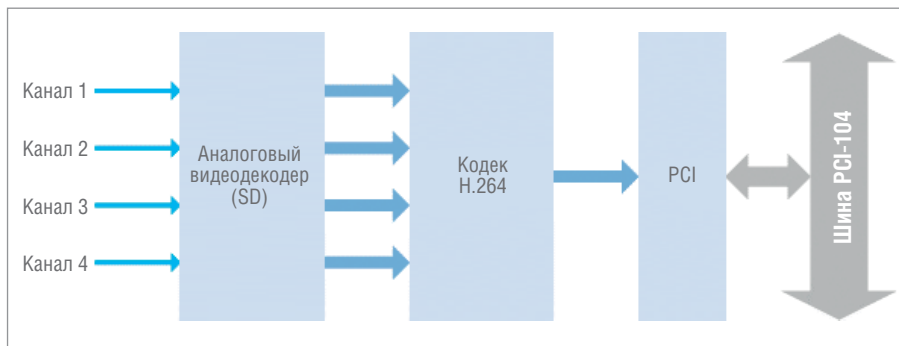 Канал 1
Канал 2
Канал 3
Канал 4
Аналоговый
видеодекодер
(SD)
Кодек
H.264
PCI
Шина PCI-104